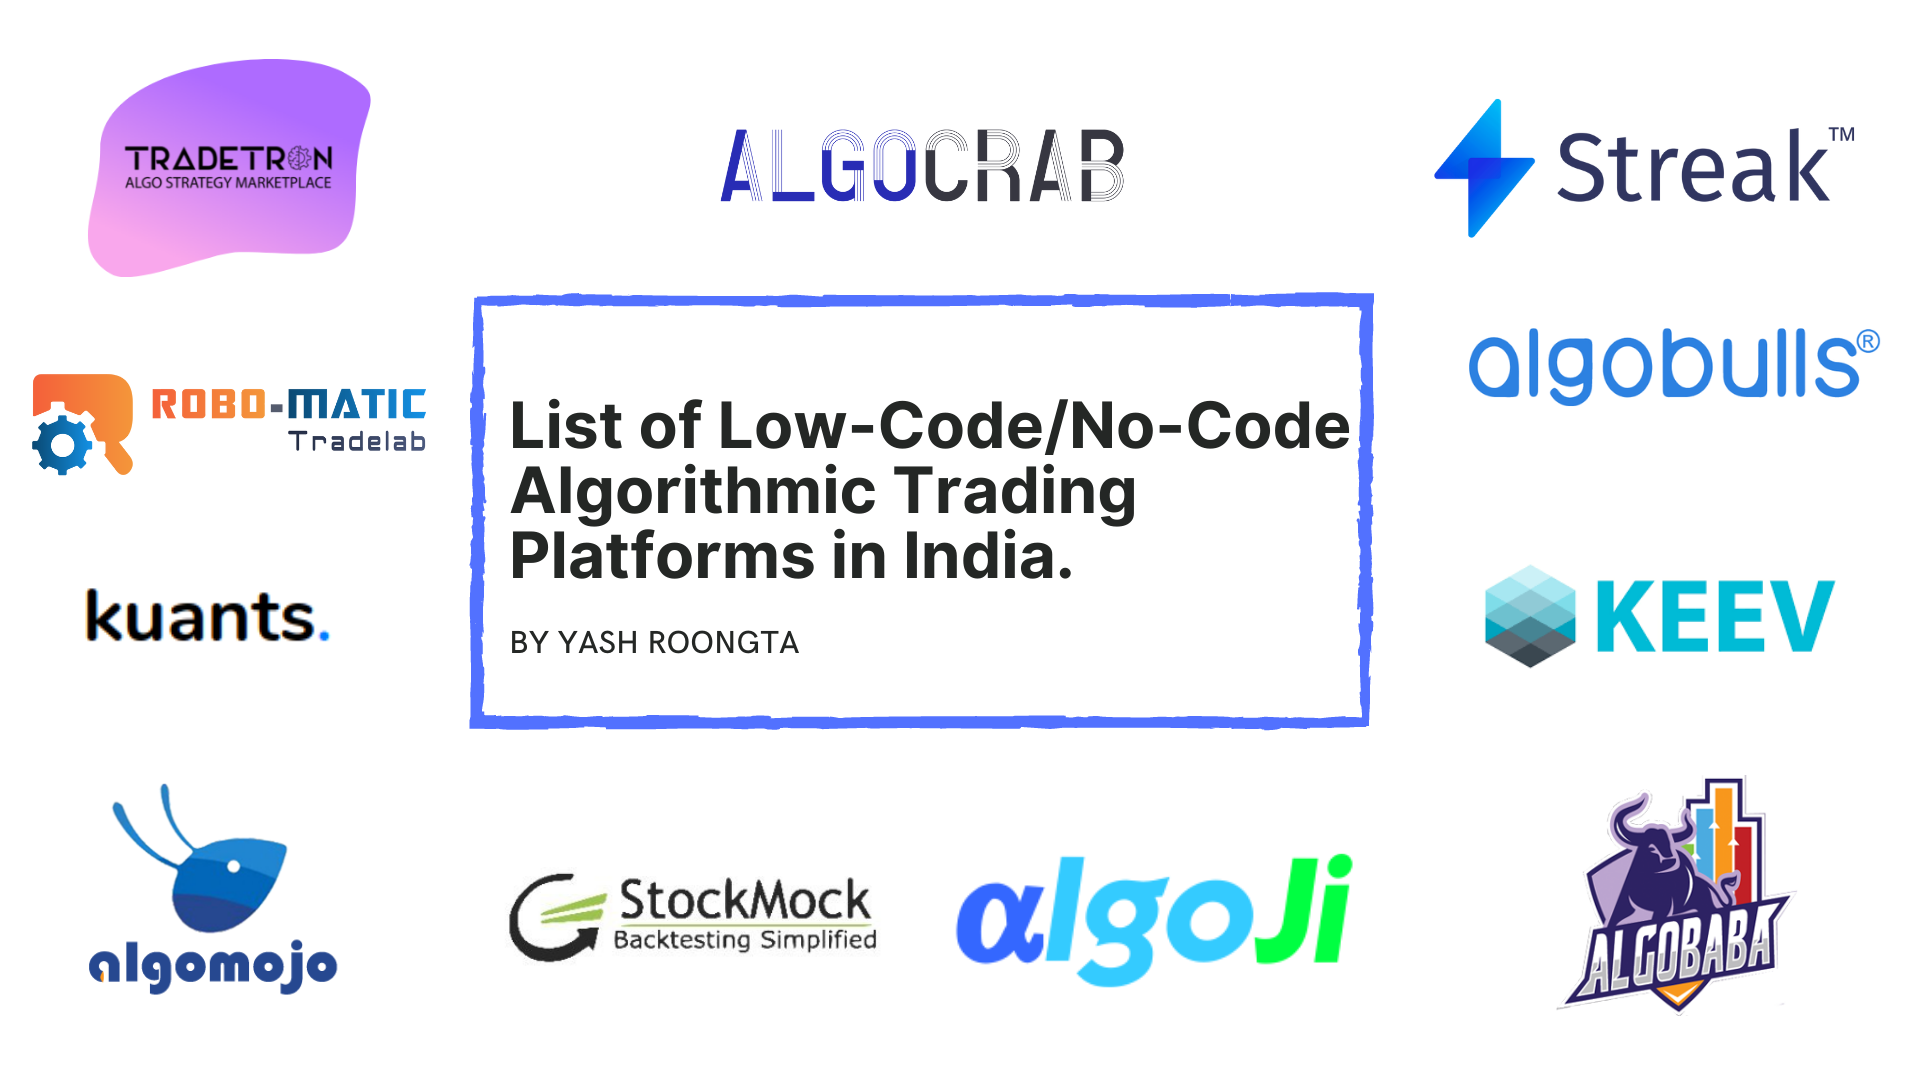 TRADETRON
ALGO STRATEGY MARKETPLACE
ALGOCRAB
Streak™
ROBO-MATIC
Tradelab
algobulls®
List of Low-Code/No-Code
Algorithmic Trading
Platforms in India.
BY YASH ROONGTA
kuants.
KEEV
algomojo
StockMock
Backtesting Simplified
αlgoJi
ALGOBABA